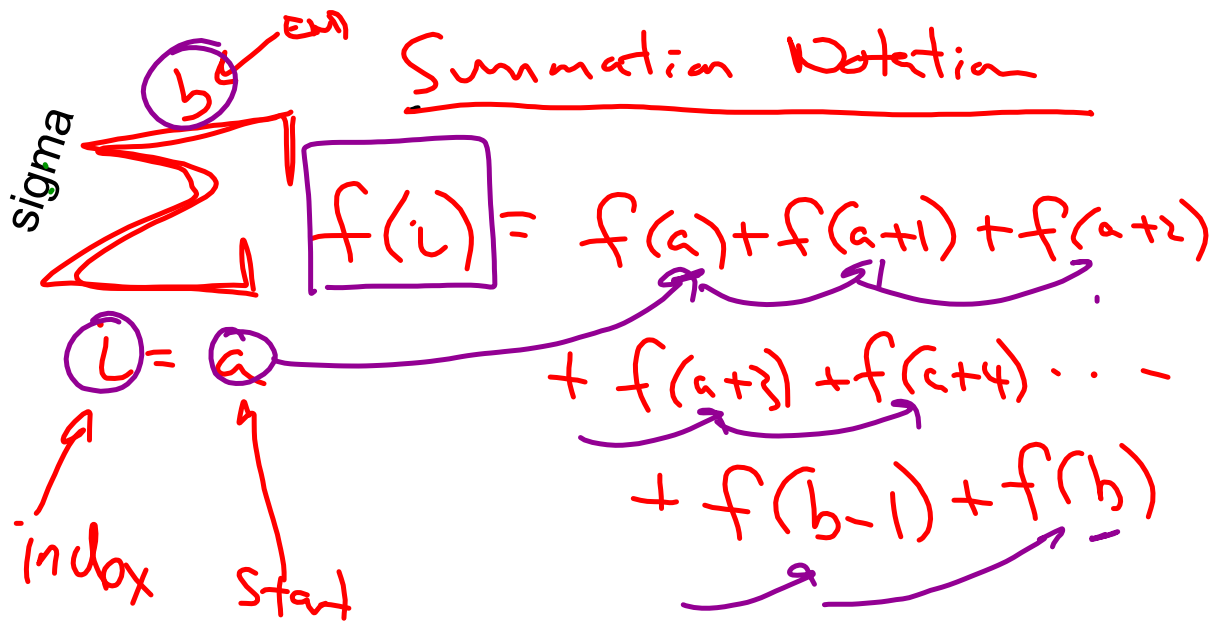 Summation Notation
END
b
sigma
Σ f(i) = f(a) + f(a+1) + f(a+2)
i = a
+ f(a+3) + f(a+4) . . . -
+ f(b-1) + f(b)
index
Start